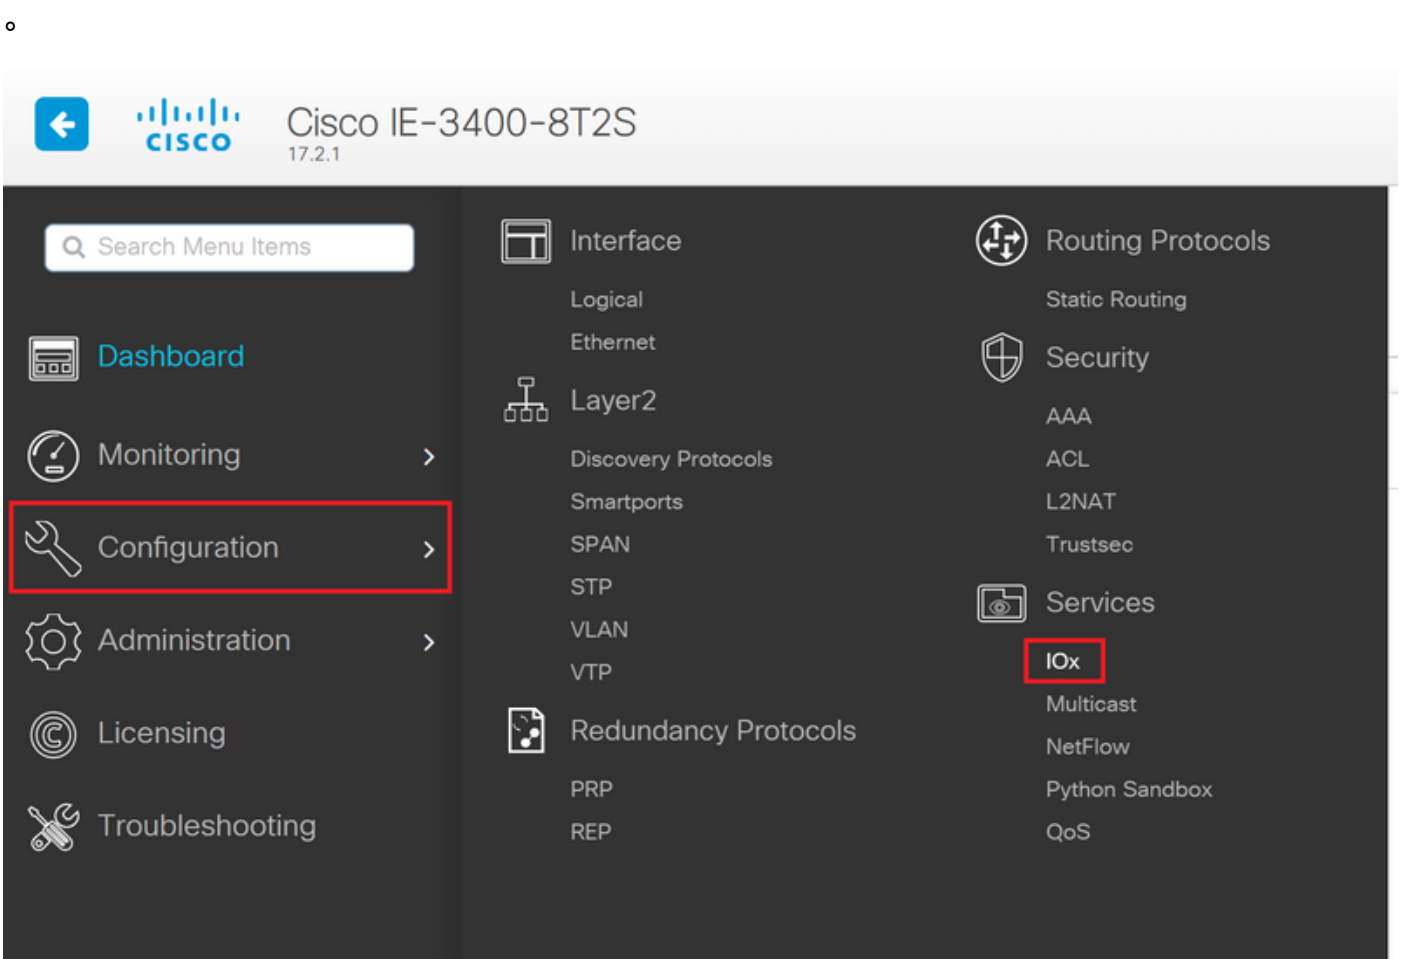 。
CISCO
Cisco IE-3400-8T2S
17.2.1
Search Menu Items
Dashboard
Monitoring
Configuration
Administration
Licensing
Troubleshooting
Interface
Logical
Ethernet
Layer2
Discovery Protocols
Smartports
SPAN
STP
VLAN
VTP
Redundancy Protocols
PRP
REP
Routing Protocols
Static Routing
Security
AAA
ACL
L2NAT
Trustsec
Services
IOx
Multicast
NetFlow
Python Sandbox
QoS